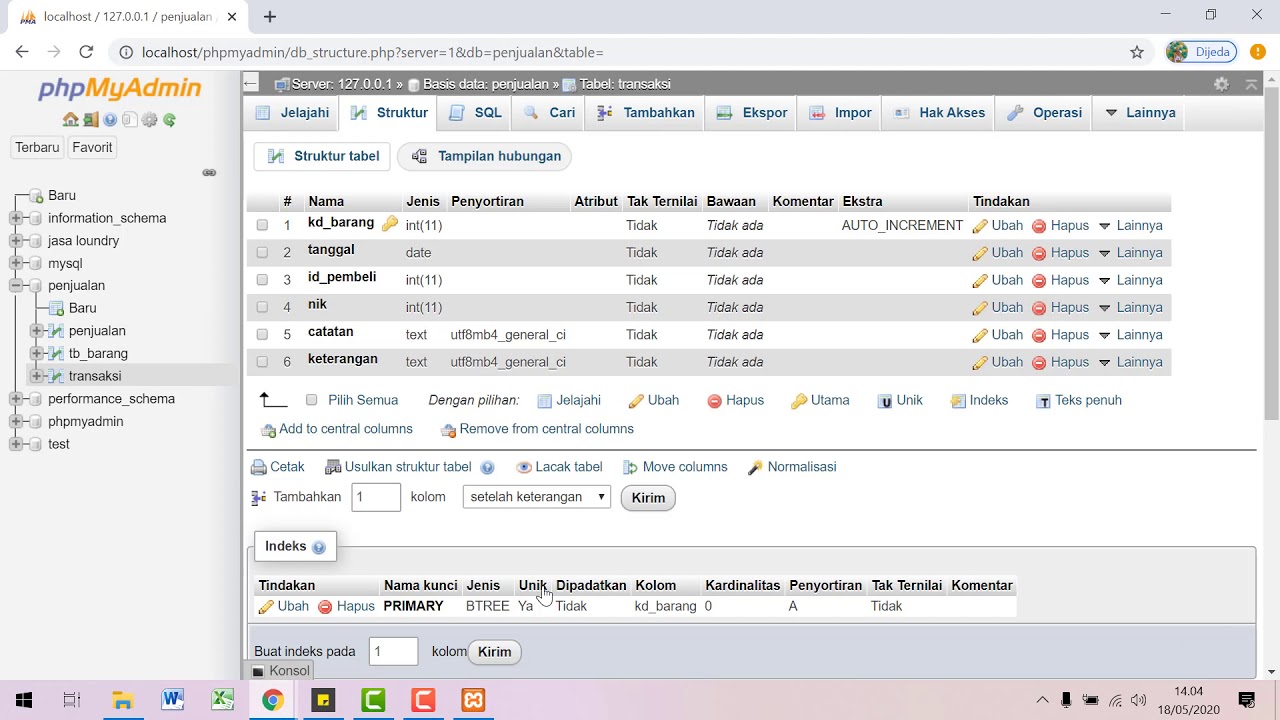 localhost / 127.0.0.1 / penjualan
localhost/phpmyadmin/db_structure.php?server=1&db=penjualan&table=
Dijeda
phpMyAdmin
Terbaru Favorit
Baru
information_schema
jasa loundry
mysql
penjualan
Baru
penjualan
tb_barang
transaksi
performance_schema
phpmyadmin
test
Server: 127.0.0.1 » Basis data: penjualan » Tabel: transaksi
Jelajahi Struktur SQL Cari Tambahkan Ekspor Impor Hak Akses Operasi Lainnya
Struktur tabel Tampilan hubungan
# Nama Jenis Penyortiran Atribut Tak Ternilai Bawaan Komentar Ekstra Tindakan
1 kd_barang int(11) Tidak Tidak ada AUTO_INCREMENT Ubah Hapus Lainnya
2 tanggal date Tidak Tidak ada Ubah Hapus Lainnya
3 id_pembeli int(11) Tidak Tidak ada Ubah Hapus Lainnya
4 nik int(11) Tidak Tidak ada Ubah Hapus Lainnya
5 catatan text utf8mb4_general_ci Tidak Tidak ada Ubah Hapus Lainnya
6 keterangan text utf8mb4_general_ci Tidak Tidak ada Ubah Hapus Lainnya
Pilih Semua Dengan pilihan: Jelajahi Ubah Hapus Utama Unik Indeks Teks penuh
Add to central columns Remove from central columns
Cetak Usulkan struktur tabel Lacak tabel Move columns Normalisasi
Tambahkan 1 kolom setelah keterangan Kirim
Indeks
Tindakan Nama kunci Jenis Unik Dipadatkan Kolom Kardinalitas Penyortiran Tak Ternilai Komentar
Ubah Hapus PRIMARY BTREE Ya Tidak kd_barang 0 A Tidak
Buat indeks pada 1 kolom Kirim
Konsol
14.04
18/05/2020